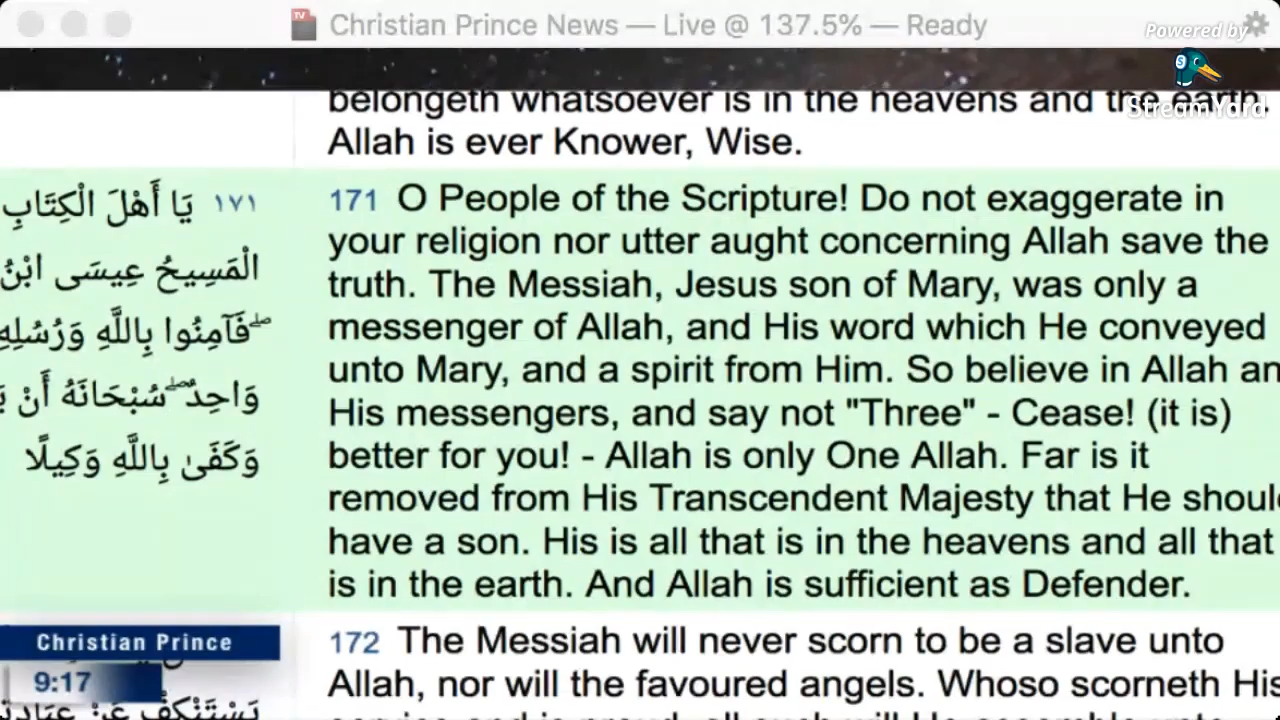 Christian Prince News — Live @ 137.5% — Ready
Powered by
StreamYard
belongeth whatsoever is in the heavens and the earth.
Allah is ever Knower, Wise.
171 O People of the Scripture! Do not exaggerate in
your religion nor utter aught concerning Allah save the
truth. The Messiah, Jesus son of Mary, was only a
messenger of Allah, and His word which He conveyed
unto Mary, and a spirit from Him. So believe in Allah an
His messengers, and say not "Three" - Cease! (it is)
better for you! - Allah is only One Allah. Far is it
removed from His Transcendent Majesty that He shoul
have a son. His is all that is in the heavens and all that
is in the earth. And Allah is sufficient as Defender.
١٧١ يَا أَهْلَ الْكِتَابِ
الْمَسِيحُ عِيسَى ابْنُ
ۖ فَآمِنُوا بِاللَّهِ وَرُسُلِهِ
وَاحِدٌ ۖ سُبْحَانَهُ أَنْ
وَكَفَىٰ بِاللَّهِ وَكِيلًا
172 The Messiah will never scorn to be a slave unto
Allah, nor will the favoured angels. Whoso scorneth His
يَسْتَنْكِفْ عَنْ
Christian Prince
9:17